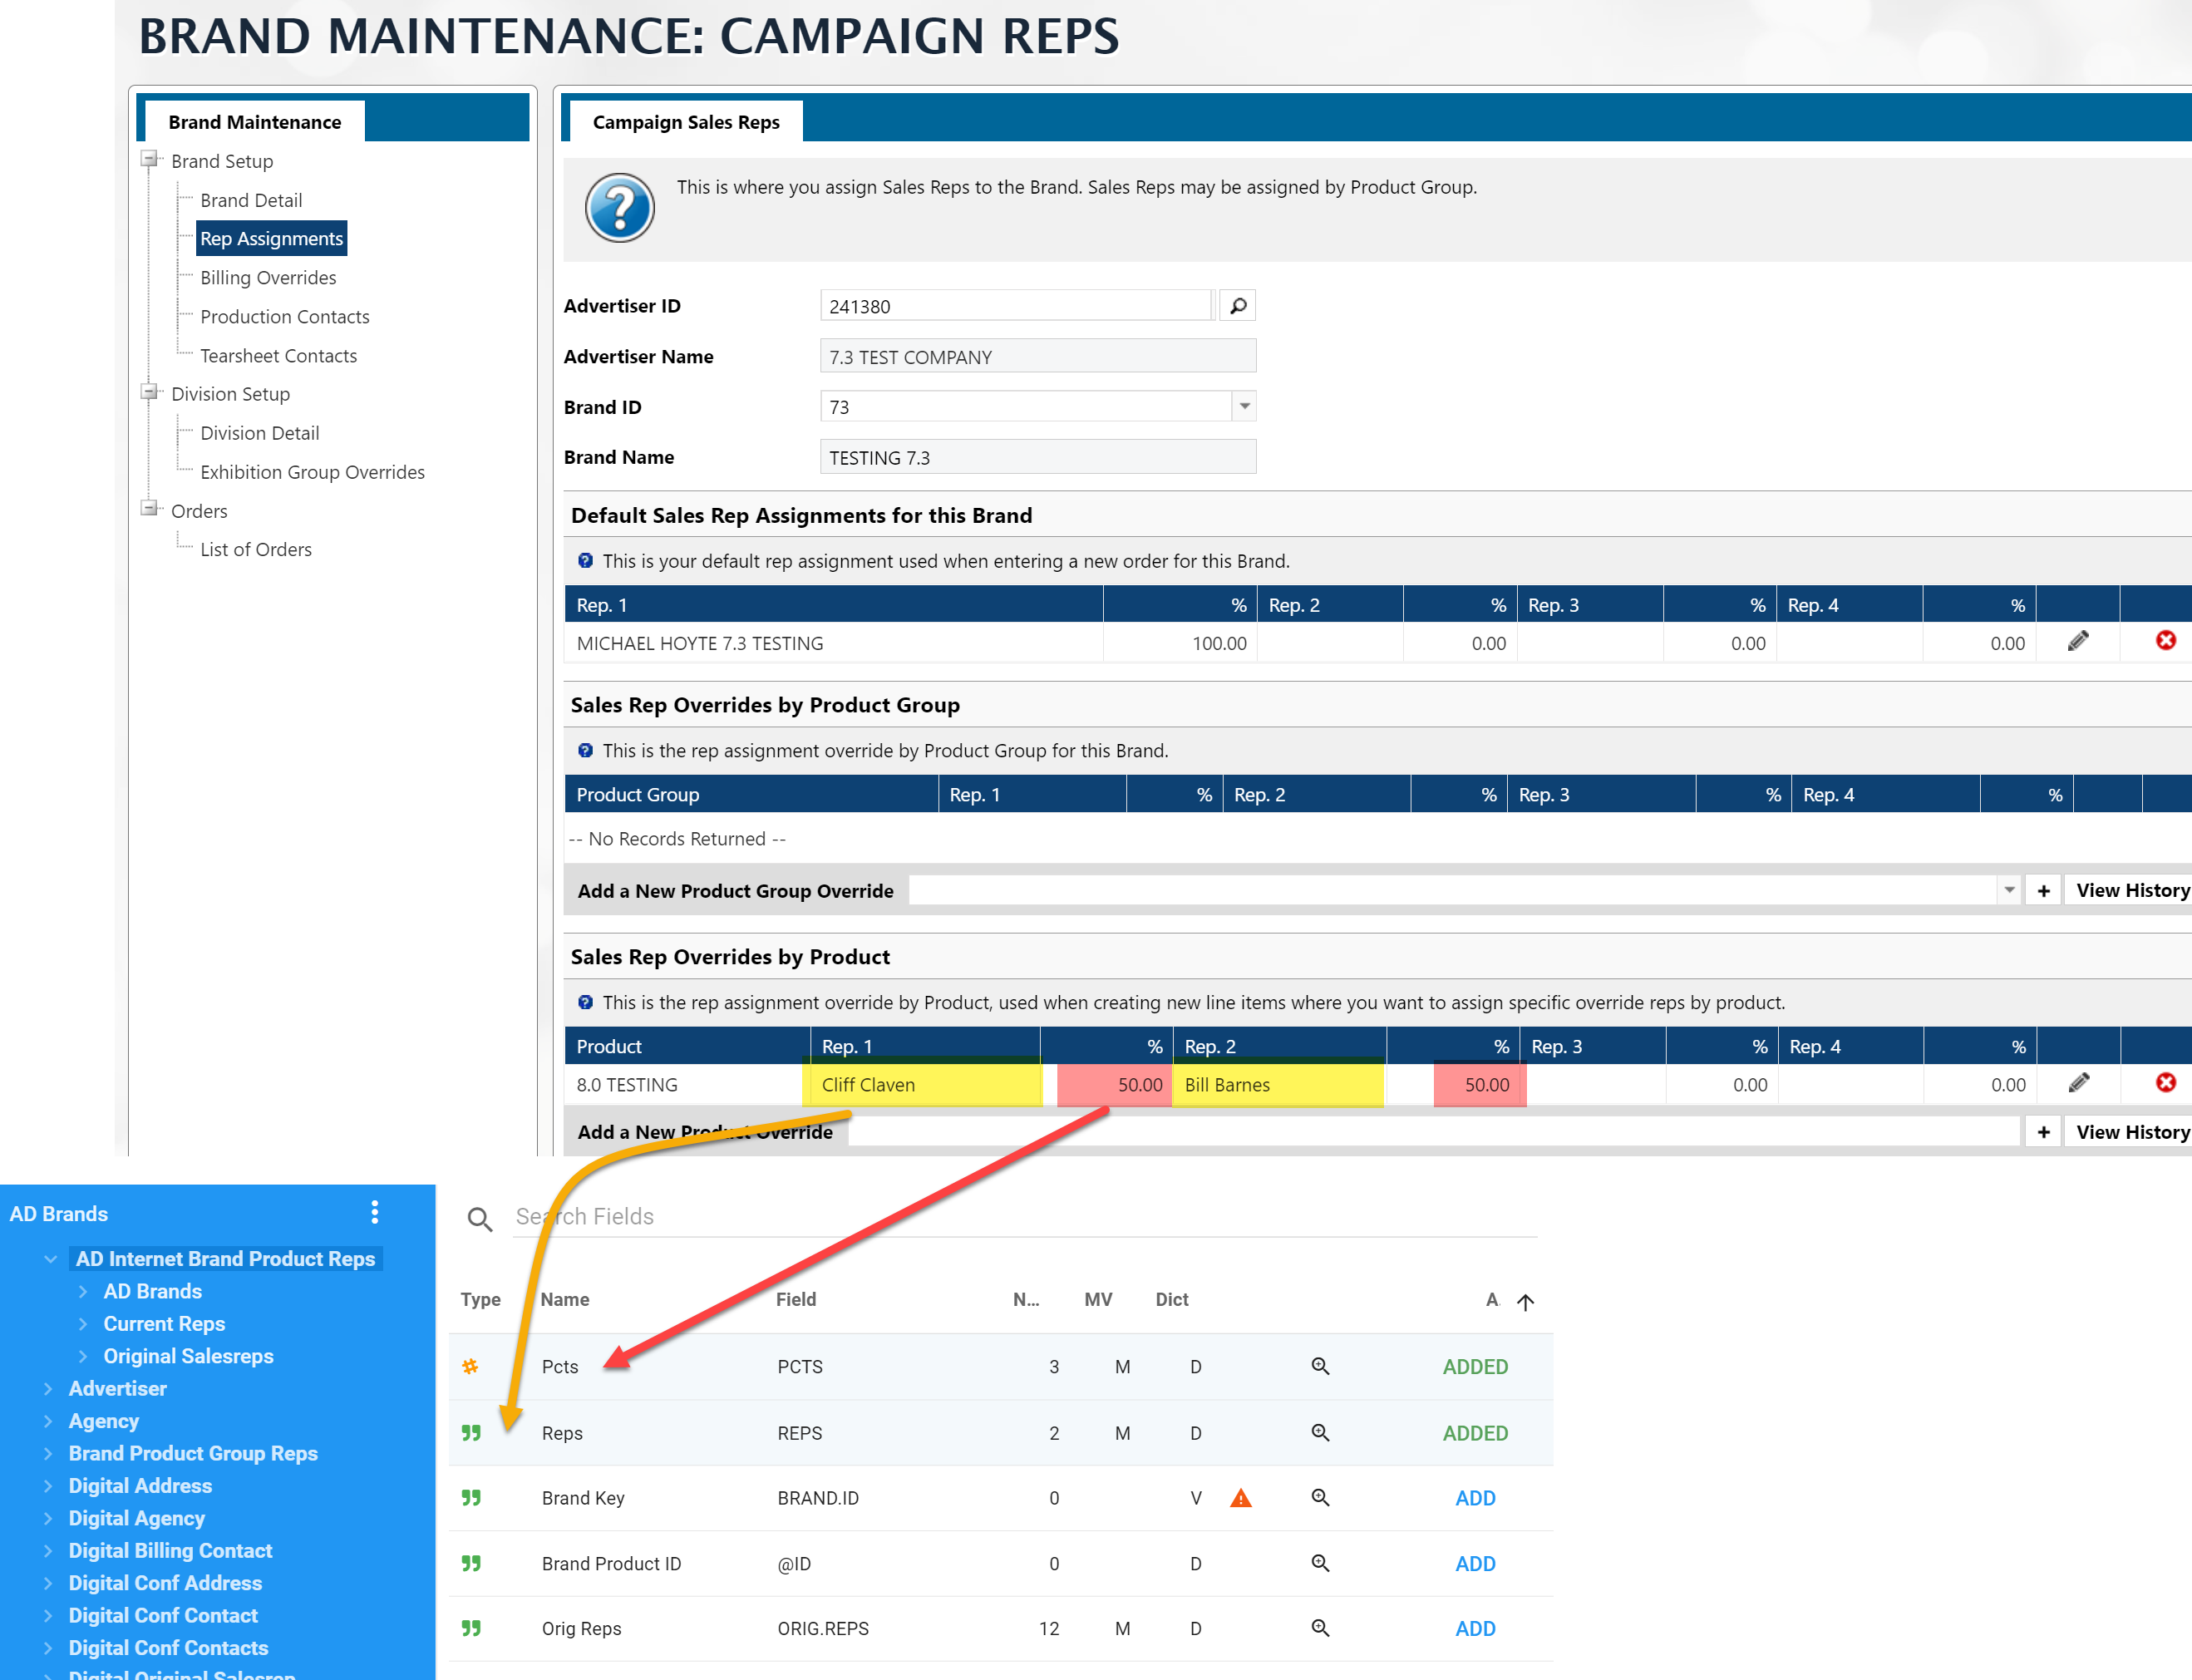 BRAND MAINTENANCE: CAMPAIGN REPS
Brand Maintenance
Brand Setup
Brand Detail
Rep Assignments
Billing Overrides
Production Contacts
Tearsheet Contacts
Division Setup
Division Detail
Exhibition Group Overrides
Orders
List of Orders
Campaign Sales Reps
This is where you assign Sales Reps to the Brand. Sales Reps may be assigned by Product Group.
Advertiser ID 241380
Advertiser Name 7.3 TEST COMPANY
Brand ID 73
Brand Name TESTING 7.3
Default Sales Rep Assignments for this Brand
This is your default rep assignment used when entering a new order for this Brand.
Rep. 1 % Rep. 2 % Rep. 3 % Rep. 4 %
MICHAEL HOYTE 7.3 TESTING 100.00 0.00 0.00 0.00
Sales Rep Overrides by Product Group
This is the rep assignment override by Product Group for this Brand.
Product Group Rep. 1 % Rep. 2 % Rep. 3 % Rep. 4 %
-- No Records Returned --
Add a New Product Group Override + View History
Sales Rep Overrides by Product
This is the rep assignment override by Product, used when creating new line items where you want to assign specific override reps by product.
Product Rep. 1 % Rep. 2 % Rep. 3 % Rep. 4 %
8.0 TESTING Cliff Claven 50.00 Bill Barnes 50.00 0.00 0.00
Add a New Product Override + View History
AD Brands
AD Internet Brand Product Reps
AD Brands
Current Reps
Original Salesreps
Advertiser
Agency
Brand Product Group Reps
Digital Address
Digital Agency
Digital Billing Contact
Digital Conf Address
Digital Conf Contact
Digital Conf Contacts
Digital Original Salesrep
Search Fields
Type Name Field N... MV Dict A.
Pcts PCTS 3 M D ADDED
Reps REPS 2 M D ADDED
Brand Key BRAND.ID 0 V ADD
Brand Product ID @ID 0 D ADD
Orig Reps ORIG.REPS 12 M D ADD